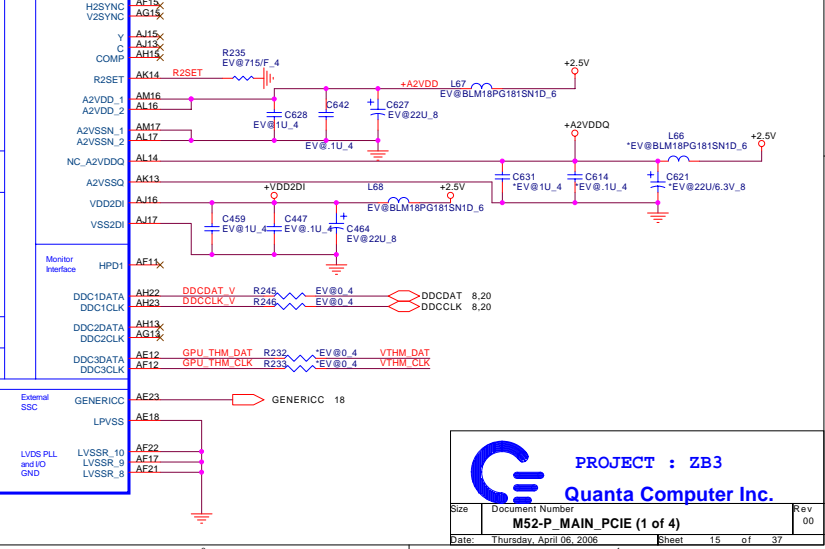 H2SYNC AF15
V2SYNC AG15
Y AJ15
C AJ13
COMP AH15
R235
EV@715/F_4
R2SET AK14 R2SET
+2.5V
+A2VDD L67
EV@BLM18PG181SN1D_6
A2VDD_1 AM16
A2VDD_2 AL16
C628
EV@1U_4
C642
EV@.1U_4
C627
EV@22U_8
A2VSSN_1 AM17
A2VSSN_2 AL17
+A2VDDQ
L66
*EV@BLM18PG181SN1D_6
+2.5V
NC_A2VDDQ AL14
C631
*EV@1U_4
C614
*EV@.1U_4
C621
*EV@22U/6.3V_8
A2VSSQ AK13
+VDD2DI
L68
EV@BLM18PG181SN1D_6
+2.5V
VDD2DI AJ16
VSS2DI AJ17
C459
EV@1U_4
C447
EV@.1U_4
C464
EV@22U_8
Monitor
Interface
HPD1 AF11
DDC1DATA AH22 DDCDAT_V R245 EV@0_4 DDCDAT 8,20
DDC1CLK AH23 DDCCLK_V R246 EV@0_4 DDCCLK 8,20
DDC2DATA AH13
DDC2CLK AG13
DDC3DATA AE12 GPU_THM_DAT R232 *EV@0_4 VTHM_DAT
DDC3CLK AF12 GPU_THM_CLK R233 *EV@0_4 VTHM_CLK
External
SSC
GENERICC AE23 GENERICC 18
LPVSS AE18
LVDS PLL
and I/O
GND
LVSSR_10 AF22
LVSSR_9 AF17
LVSSR_8 AF21
PROJECT : ZB3
Quanta Computer Inc.
Size Document Number Rev
M52-P_MAIN_PCIE (1 of 4) 00
Date: Thursday, April 06, 2006 Sheet 15 of 37